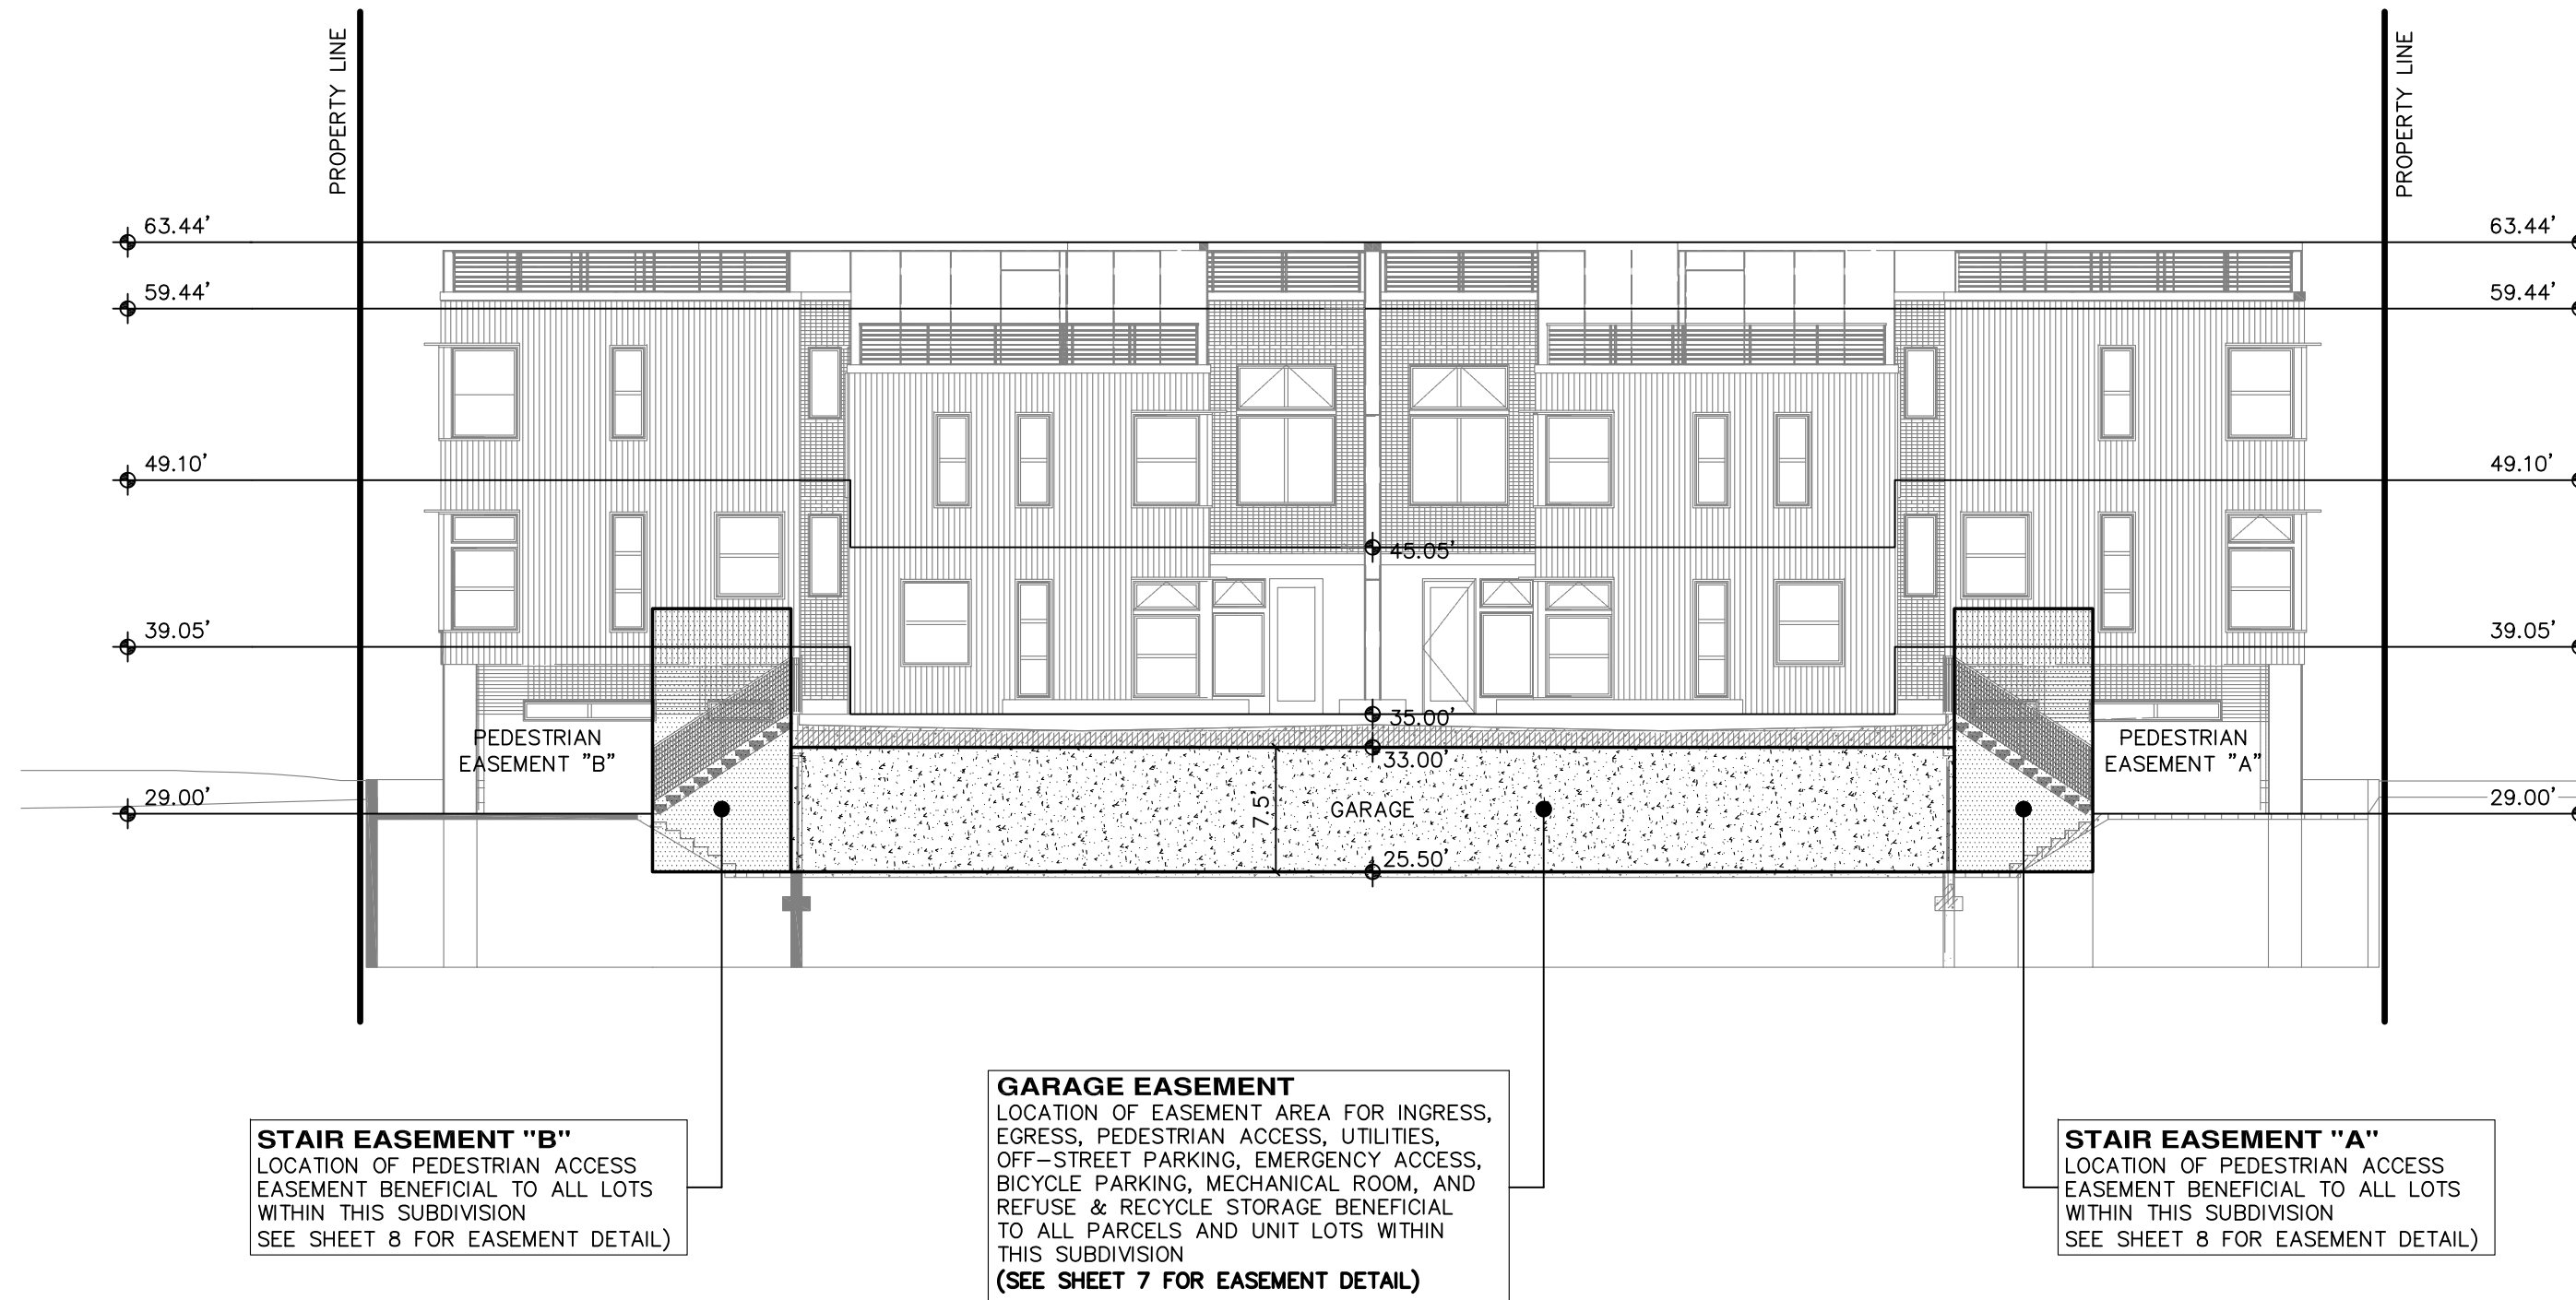 PROPERTY LINE
PROPERTY LINE
63.44'
63.44'
59.44'
59.44'
49.10'
49.10'
45.05'
39.05'
39.05'
35.00'
33.00'
PEDESTRIAN
EASEMENT "B"
PEDESTRIAN
EASEMENT "A"
29.00'
29.00'
7.5'
GARAGE
25.50'
STAIR EASEMENT "B"
LOCATION OF PEDESTRIAN ACCESS
EASEMENT BENEFICIAL TO ALL LOTS
WITHIN THIS SUBDIVISION
SEE SHEET 8 FOR EASEMENT DETAIL)
GARAGE EASEMENT
LOCATION OF EASEMENT AREA FOR INGRESS,
EGRESS, PEDESTRIAN ACCESS, UTILITIES,
OFF-STREET PARKING, EMERGENCY ACCESS,
BICYCLE PARKING, MECHANICAL ROOM, AND
REFUSE & RECYCLE STORAGE BENEFICIAL
TO ALL PARCELS AND UNIT LOTS WITHIN
THIS SUBDIVISION
(SEE SHEET 7 FOR EASEMENT DETAIL)
STAIR EASEMENT "A"
LOCATION OF PEDESTRIAN ACCESS
EASEMENT BENEFICIAL TO ALL LOTS
WITHIN THIS SUBDIVISION
SEE SHEET 8 FOR EASEMENT DETAIL)